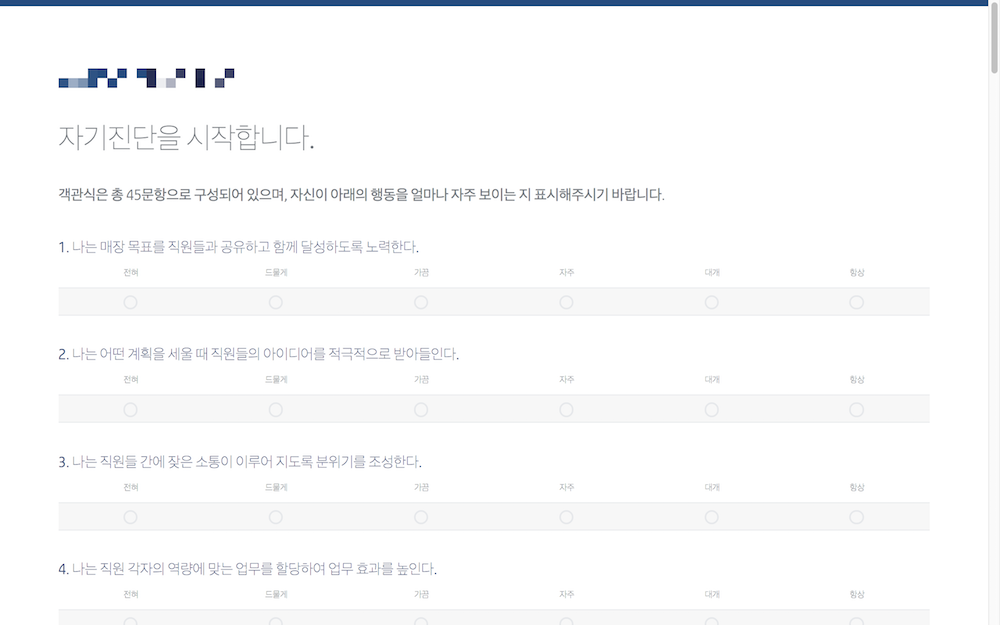 자기진단을 시작합니다.
객관식은 총 45문항으로 구성되어 있으며, 자신이 아래의 행동을 얼마나 자주 보이는 지 표시해주시기 바랍니다.
1. 나는 매장 목표를 직원들과 공유하고 함께 달성하도록 노력한다.
전혀 드물게 가끔 자주 대개 항상
2. 나는 어떤 계획을 세울 때 직원들의 아이디어를 적극적으로 받아들인다.
전혀 드물게 가끔 자주 대개 항상
3. 나는 직원들 간에 잦은 소통이 이루어 지도록 분위기를 조성한다.
전혀 드물게 가끔 자주 대개 항상
4. 나는 직원 각자의 역량에 맞는 업무를 할당하여 업무 효과를 높인다.
전혀 드물게 가끔 자주 대개 항상